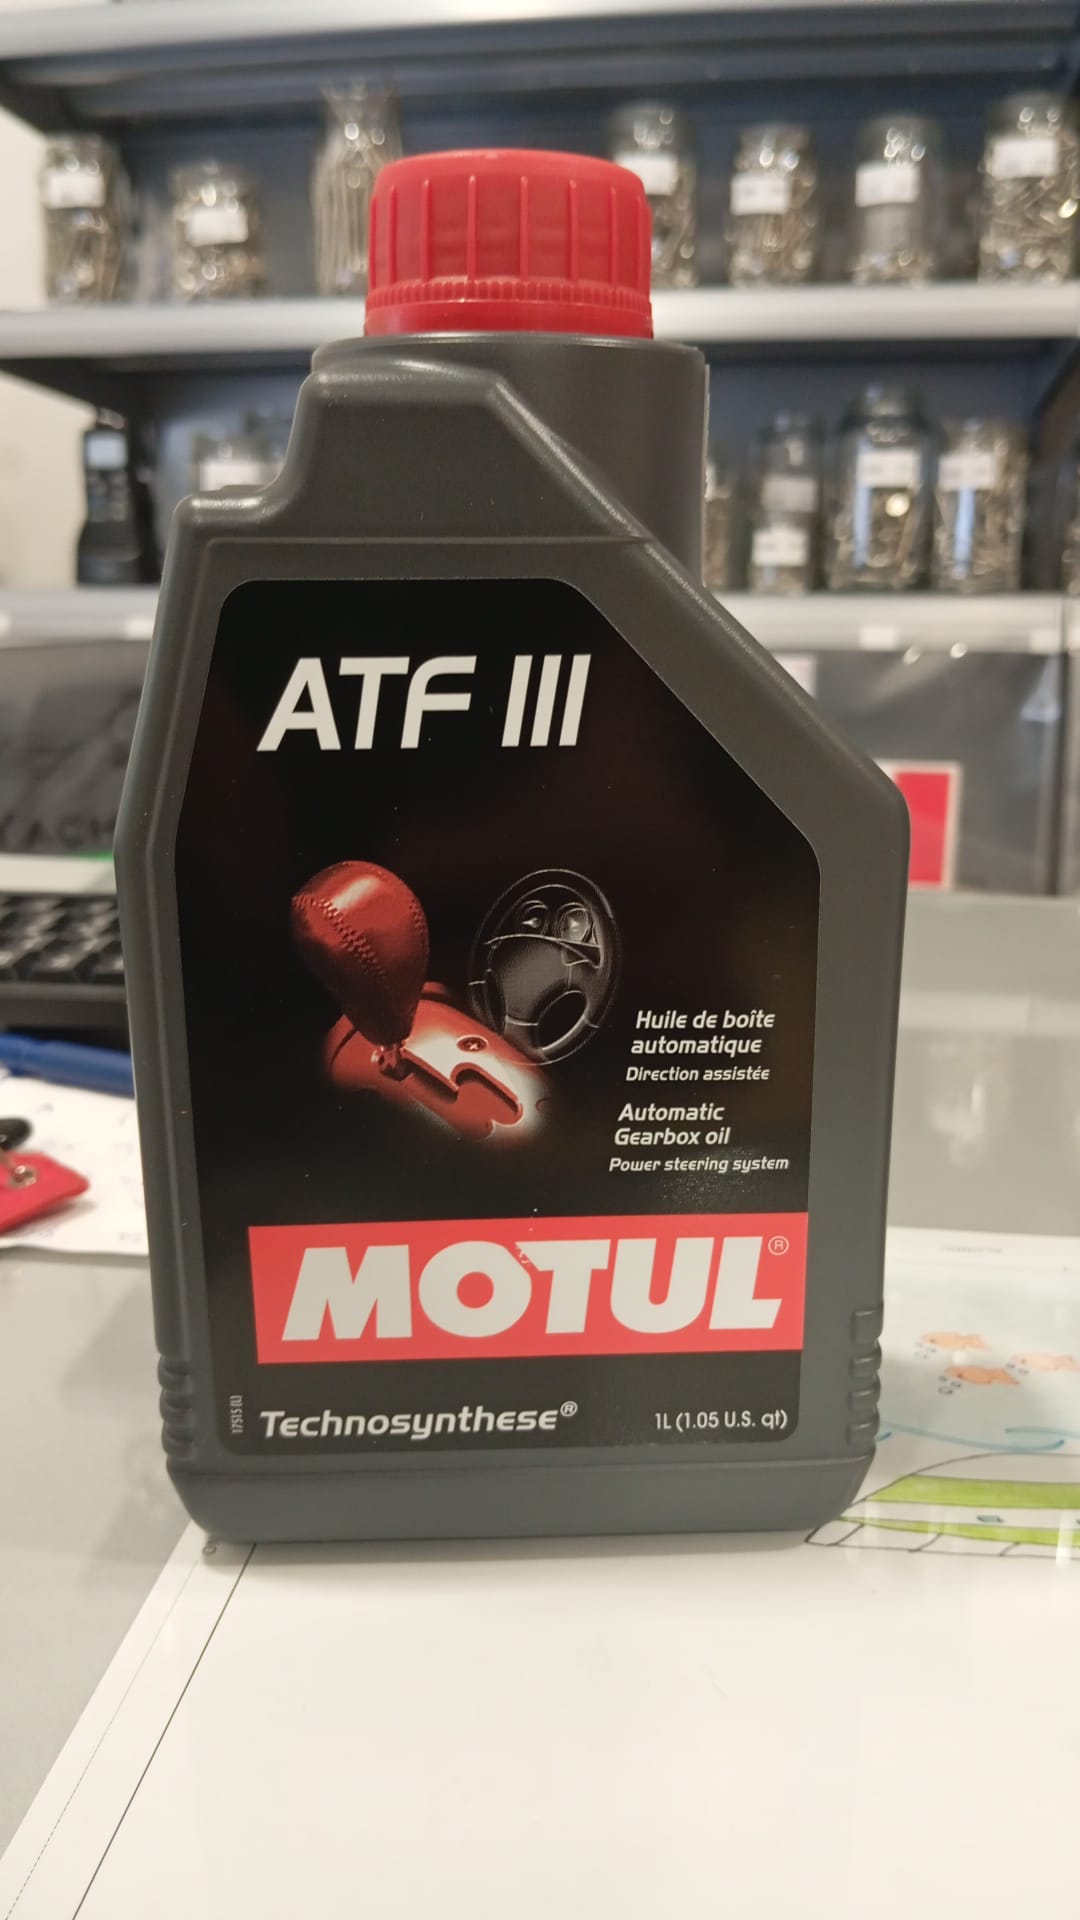 ATF III
Huile de boîte
automatique
Direction assistée
Automatic
Gearbox oil
Power steering system
MOTUL®
17515 (L)
Technosynthese®
1L (1.05 U.S. qt)